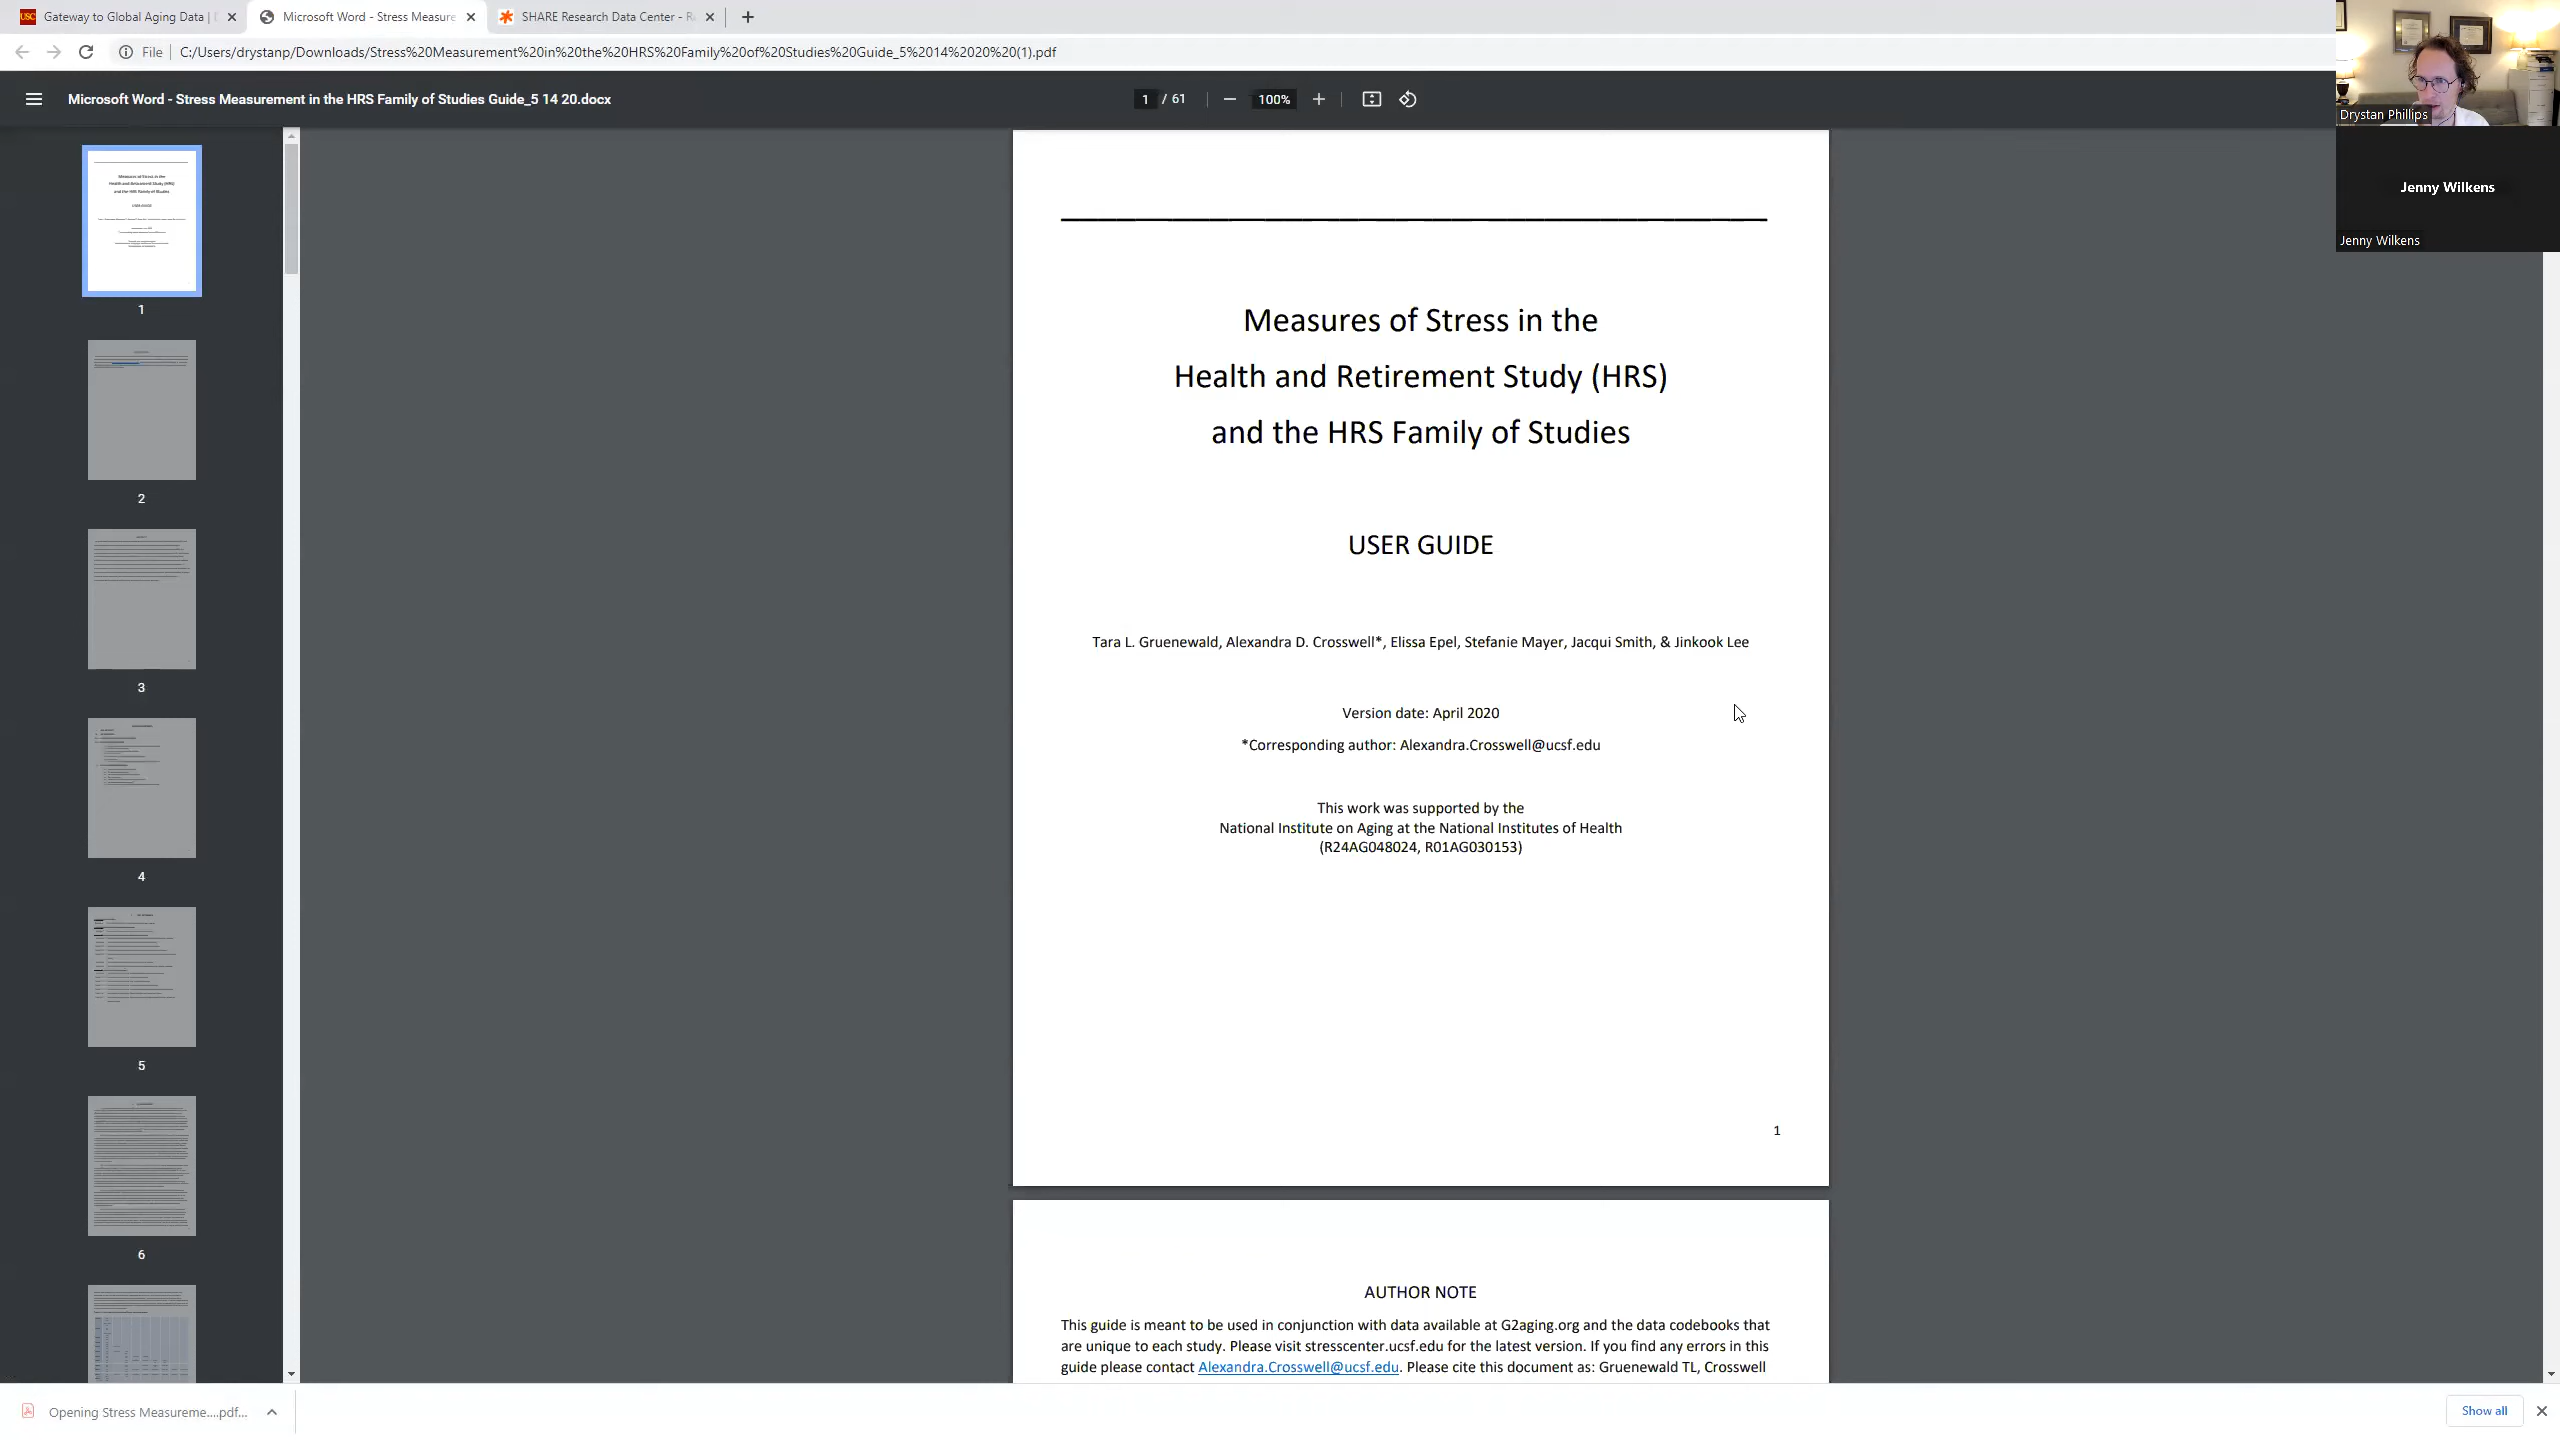 Gateway to Global Aging Data | D
Microsoft Word - Stress Measure
SHARE Research Data Center - R
File
C:/Users/drystanp/Downloads/Stress%20Measurement%20in%20the%20HRS%20Family%20of%20Studies%20Guide_5%2014%2020%20(1).pdf
Microsoft Word - Stress Measurement in the HRS Family of Studies Guide_5 14 20.docx
1 / 61
100%
Drystan Phillips
Jenny Wilkens
Jenny Wilkens
1
2
3
4
5
6
Measures of Stress in the
Health and Retirement Study (HRS)
and the HRS Family of Studies
USER GUIDE
Tara L. Gruenewald, Alexandra D. Crosswell*, Elissa Epel, Stefanie Mayer, Jacqui Smith, & Jinkook Lee
Version date: April 2020
*Corresponding author: Alexandra.Crosswell@ucsf.edu
This work was supported by the
National Institute on Aging at the National Institutes of Health
(R24AG048024, R01AG030153)
1
AUTHOR NOTE
This guide is meant to be used in conjunction with data available at G2aging.org and the data codebooks that
are unique to each study. Please visit stresscenter.ucsf.edu for the latest version. If you find any errors in this
guide please contact Alexandra.Crosswell@ucsf.edu. Please cite this document as: Gruenewald TL, Crosswell
Opening Stress Measureme....pdf...
Show all